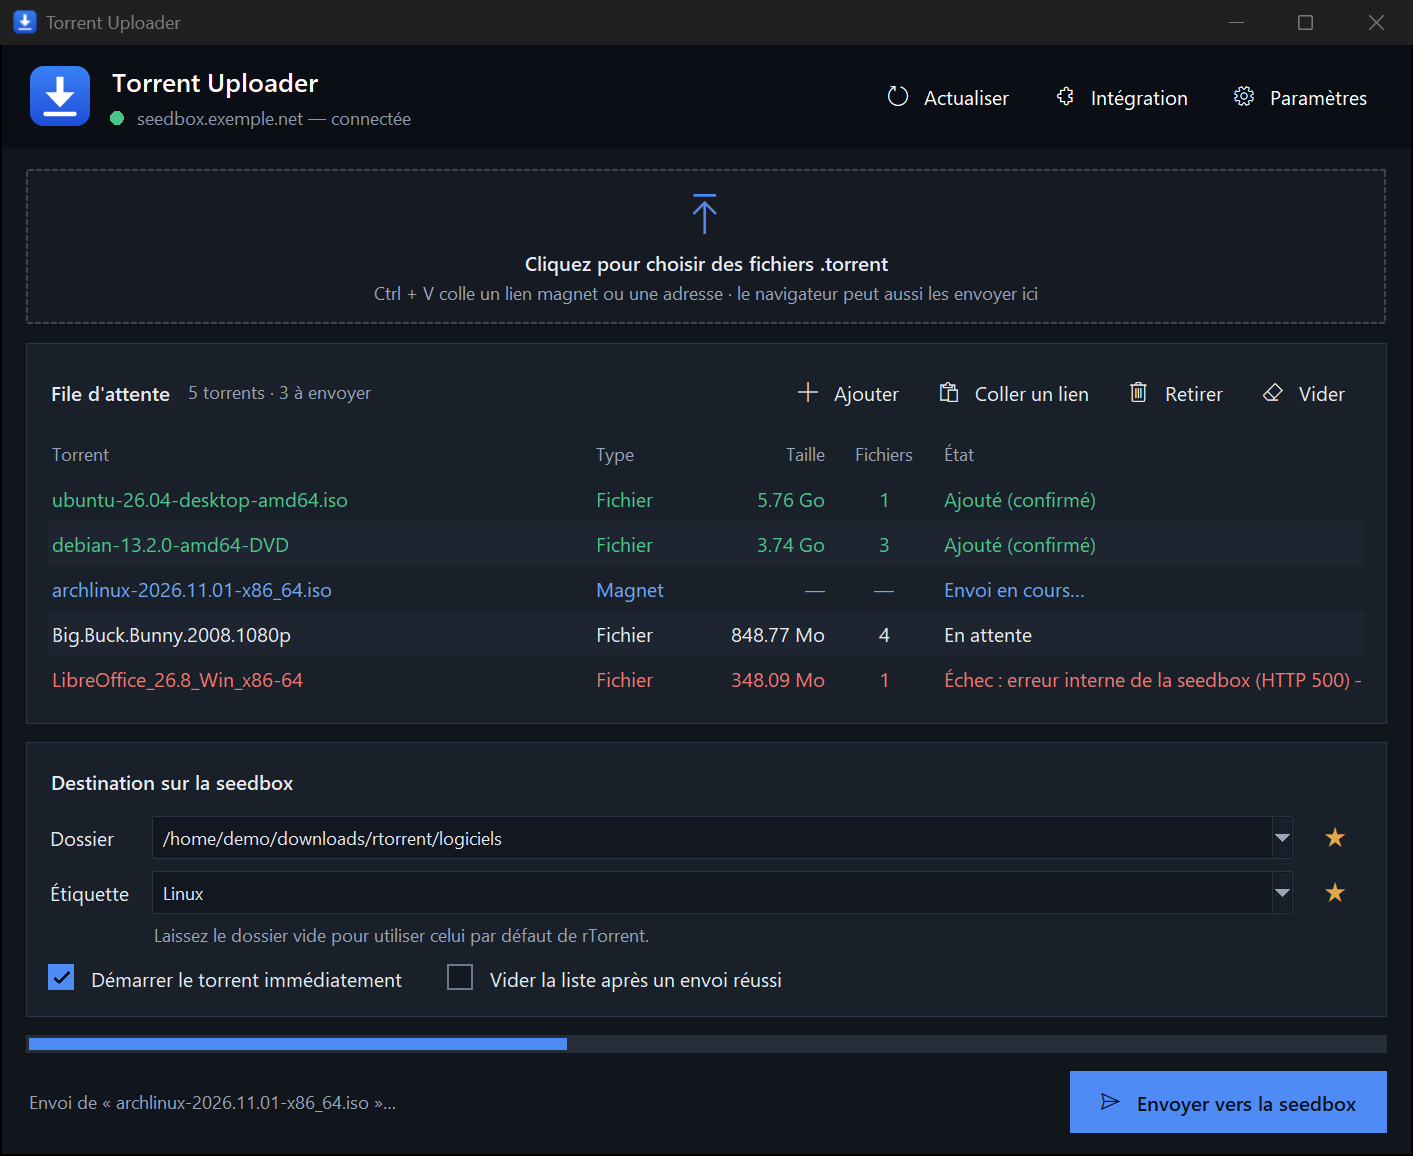 Torrent Uploader
Torrent Uploader
seedbox.exemple.net — connectée
Actualiser
Intégration
Paramètres
Cliquez pour choisir des fichiers .torrent
Ctrl + V colle un lien magnet ou une adresse · le navigateur peut aussi les envoyer ici
File d'attente 5 torrents · 3 à envoyer
Ajouter
Coller un lien
Retirer
Vider
Torrent Type Taille Fichiers État
ubuntu-26.04-desktop-amd64.iso Fichier 5.76 Go 1 Ajouté (confirmé)
debian-13.2.0-amd64-DVD Fichier 3.74 Go 3 Ajouté (confirmé)
archlinux-2026.11.01-x86_64.iso Magnet — — Envoi en cours...
Big.Buck.Bunny.2008.1080p Fichier 848.77 Mo 4 En attente
LibreOffice_26.8_Win_x86-64 Fichier 348.09 Mo 1 Échec : erreur interne de la seedbox (HTTP 500) -
Destination sur la seedbox
Dossier /home/demo/downloads/rtorrent/logiciels
Étiquette Linux
Laissez le dossier vide pour utiliser celui par défaut de rTorrent.
Démarrer le torrent immédiatement
Vider la liste après un envoi réussi
Envoi de « archlinux-2026.11.01-x86_64.iso »...
Envoyer vers la seedbox